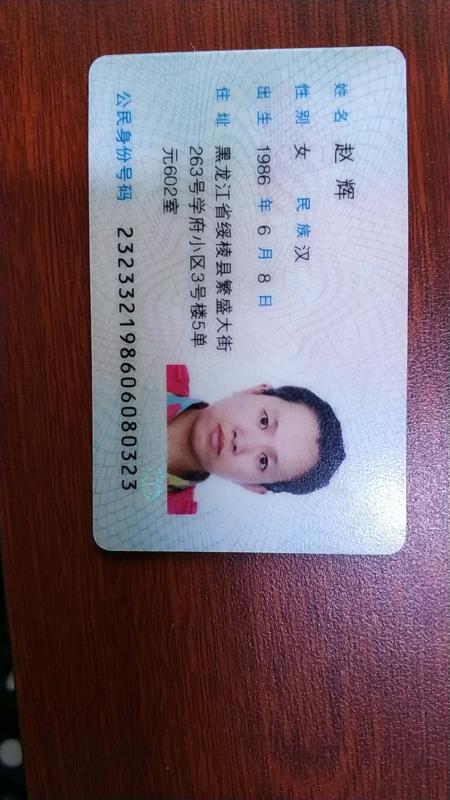 姓名 赵辉
性别 女 民族 汉
出生 1986 年 6 月 8 日
住址 黑龙江省绥棱县繁盛大街
263号学府小区3号楼5单
元602室
公民身份号码 232332198606080323